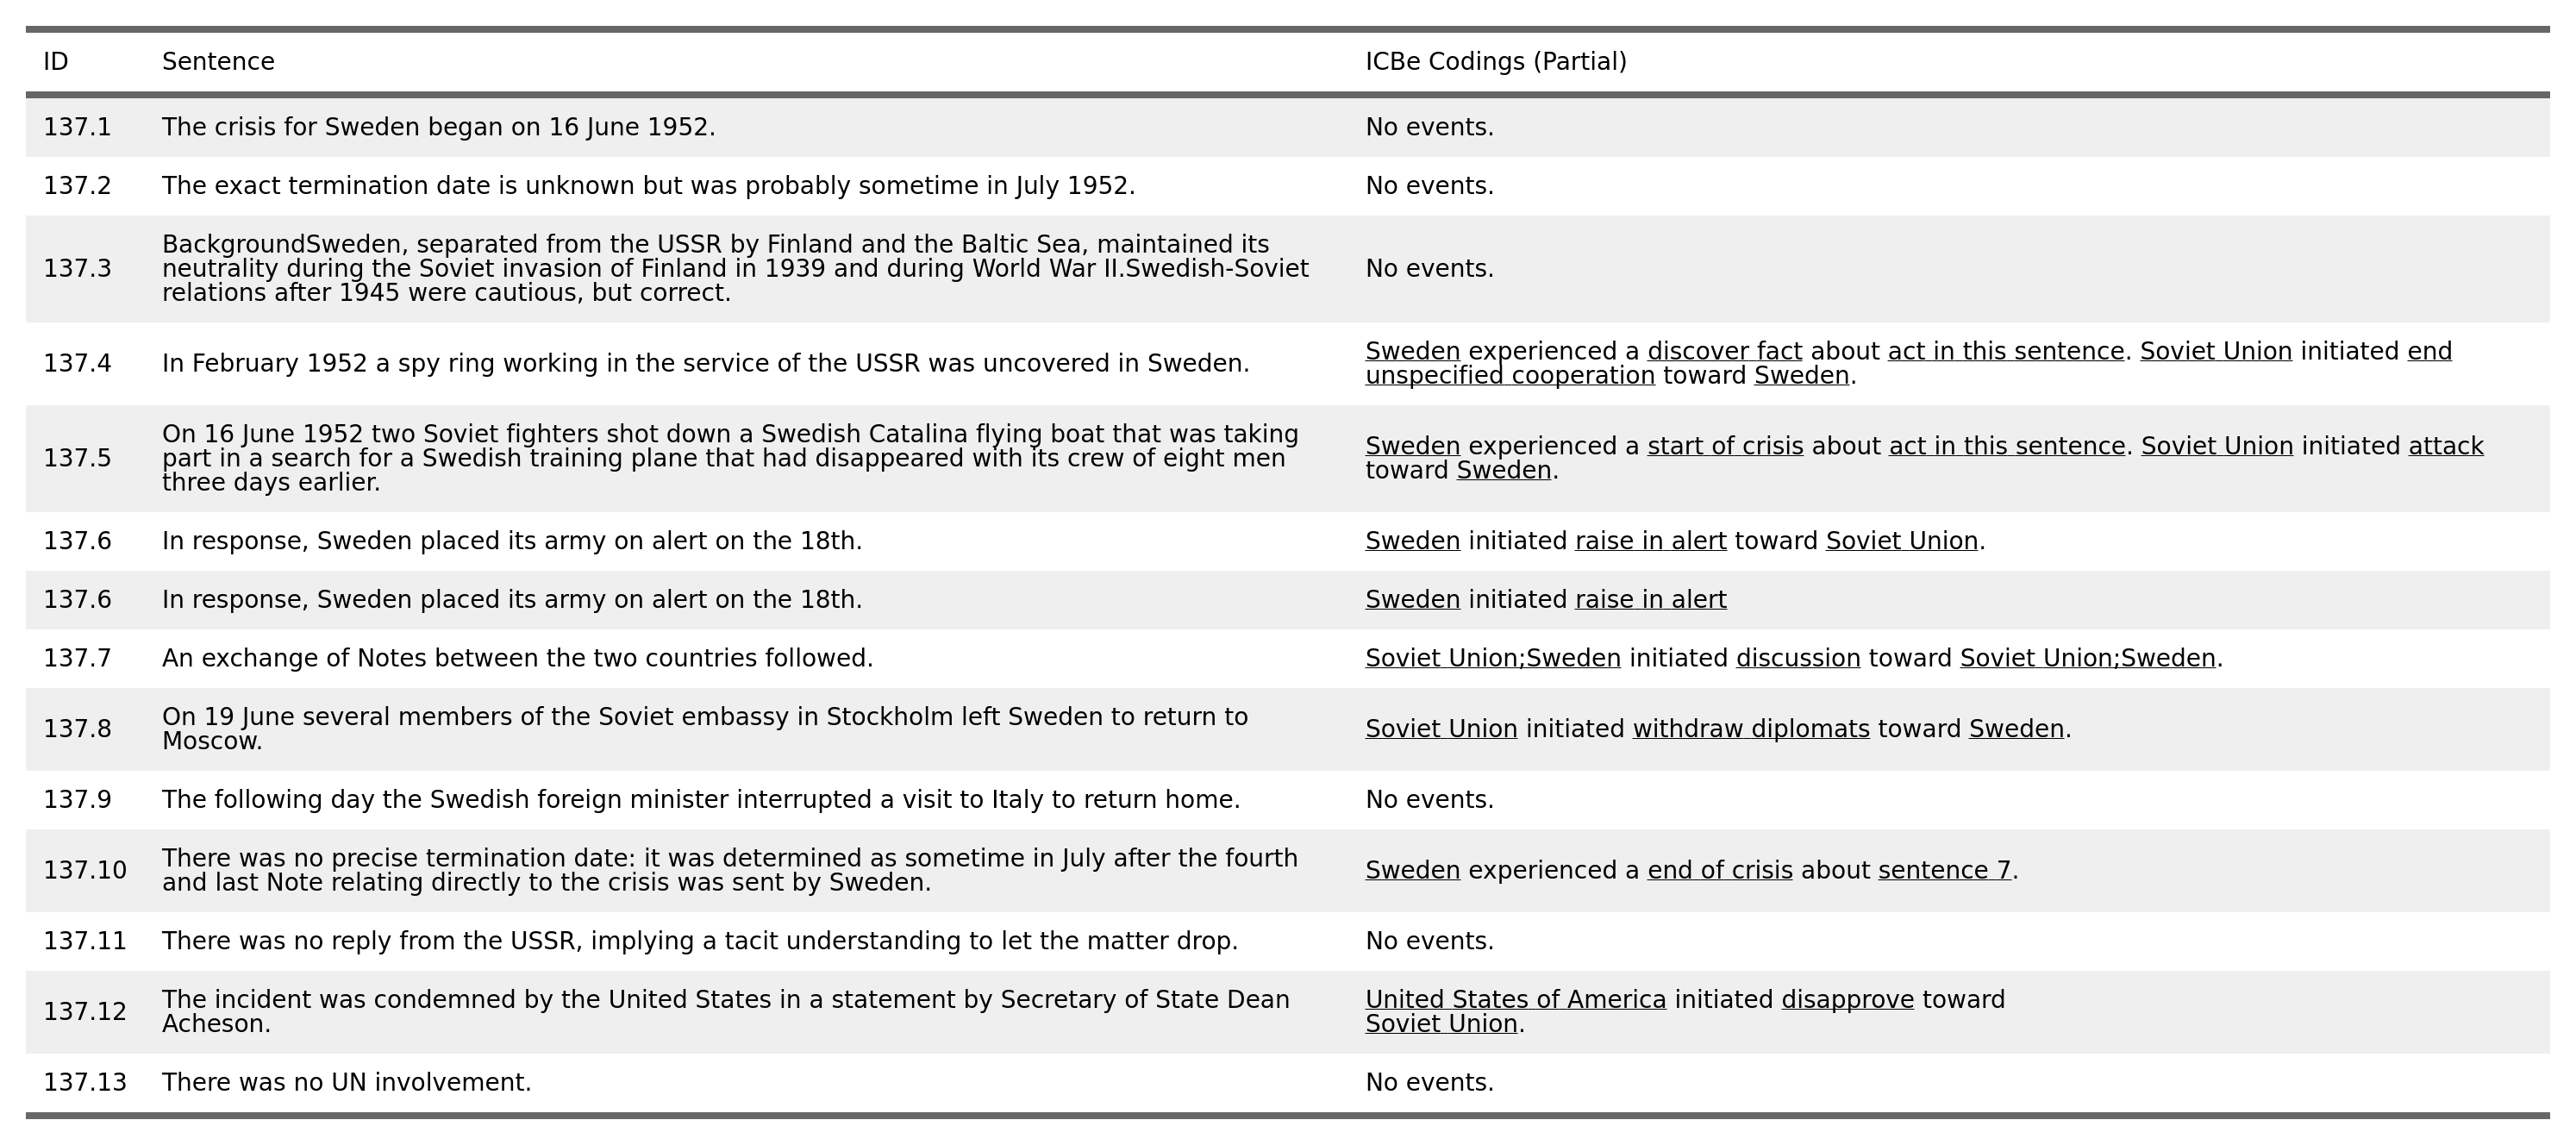 ID Sentence ICBe Codings (Partial)
137.1 The crisis for Sweden began on 16 June 1952. No events.
137.2 The exact termination date is unknown but was probably sometime in July 1952. No events.
BackgroundSweden, separated from the USSR by Finland and the Baltic Sea, maintained its
137.3 neutrality during the Soviet invasion of Finland in 1939 and during World War II.Swedish-Soviet No events.
relations after 1945 were cautious, but correct.
137.4 In February 1952 a spy ring working in the service of the USSR was uncovered in Sweden.
Sweden experienced a discover fact about act in this sentence. Soviet Union initiated end
unspecified cooperation toward Sweden.
On 16 June 1952 two Soviet fighters shot down a Swedish Catalina flying boat that was taking
137.5 part in a search for a Swedish training plane that had disappeared with its crew of eight men
three days earlier.
Sweden experienced a start of crisis about act in this sentence. Soviet Union initiated attack
toward Sweden.
137.6 In response, Sweden placed its army on alert on the 18th. Sweden initiated raise in alert toward Soviet Union.
137.6 In response, Sweden placed its army on alert on the 18th. Sweden initiated raise in alert
137.7 An exchange of Notes between the two countries followed. Soviet Union;Sweden initiated discussion toward Soviet Union;Sweden.
137.8 On 19 June several members of the Soviet embassy in Stockholm left Sweden to return to
Moscow.
Soviet Union initiated withdraw diplomats toward Sweden.
137.9 The following day the Swedish foreign minister interrupted a visit to Italy to return home. No events.
137.10 There was no precise termination date: it was determined as sometime in July after the fourth
and last Note relating directly to the crisis was sent by Sweden.
Sweden experienced a end of crisis about sentence 7.
137.11 There was no reply from the USSR, implying a tacit understanding to let the matter drop. No events.
137.12 The incident was condemned by the United States in a statement by Secretary of State Dean
Acheson.
United States of America initiated disapprove toward
Soviet Union.
137.13 There was no UN involvement. No events.